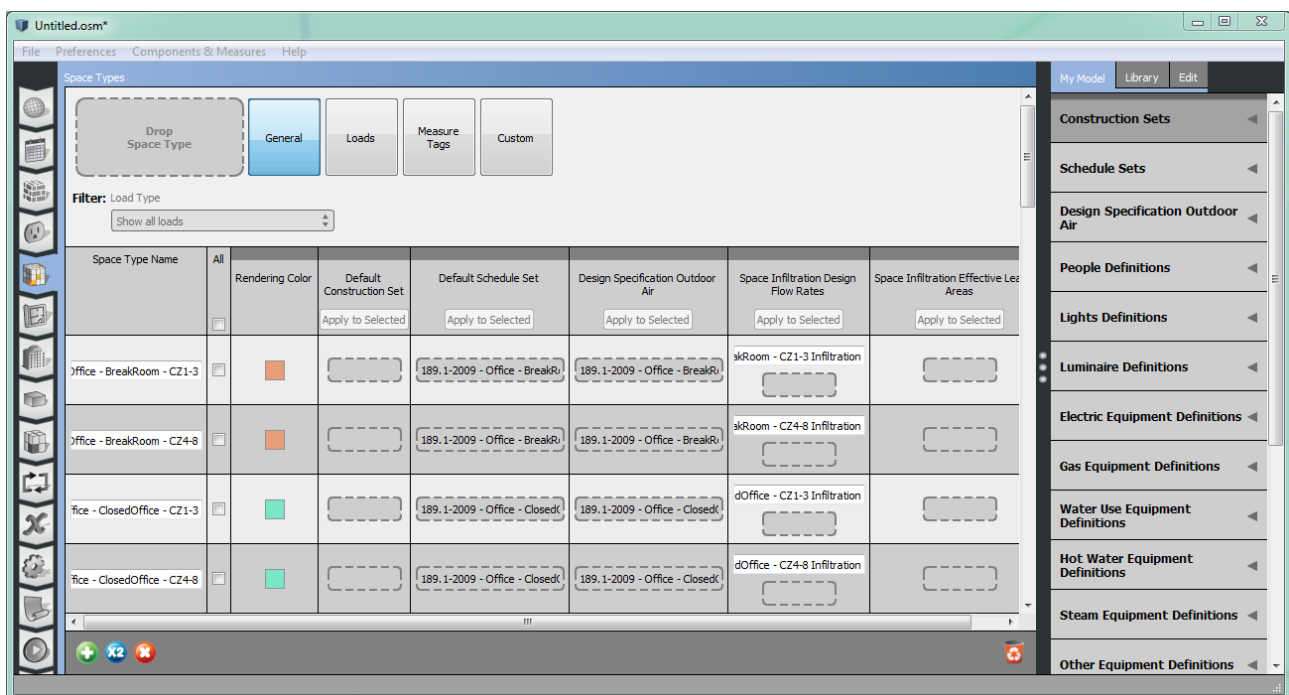 Untitled.osm*
File Preferences Components & Measures Help
Space Types
My Model Library Edit
Drop
Space Type
General
Loads
Measure
Tags
Custom
Filter: Load Type
Show all loads
Space Type Name
All
Rendering Color
Default
Construction Set
Apply to Selected
Default Schedule Set
Apply to Selected
Design Specification Outdoor
Air
Apply to Selected
Space Infiltration Design
Flow Rates
Apply to Selected
Space Infiltration Effective Lea
Areas
Apply to Selected
Office - BreakRoom - CZ1-3
189.1-2009 - Office - BreakR
189.1-2009 - Office - BreakR
akRoom - CZ1-3 Infiltration
Office - BreakRoom - CZ4-8
189.1-2009 - Office - BreakR
189.1-2009 - Office - BreakR
akRoom - CZ4-8 Infiltration
fice - ClosedOffice - CZ1-3
189.1-2009 - Office - Closed
189.1-2009 - Office - Closed
dOffice - CZ1-3 Infiltration
fice - ClosedOffice - CZ4-8
189.1-2009 - Office - Closed
189.1-2009 - Office - Closed
dOffice - CZ4-8 Infiltration
X2
Construction Sets
Schedule Sets
Design Specification Outdoor
Air
People Definitions
Lights Definitions
Luminaire Definitions
Electric Equipment Definitions
Gas Equipment Definitions
Water Use Equipment
Definitions
Hot Water Equipment
Definitions
Steam Equipment Definitions
Other Equipment Definitions